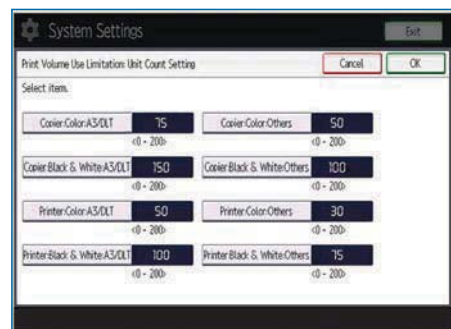 System Settings
Exit
Print Volume Use Limitation: Unit Count Setting
Cancel
OK
Select item.
Copier:Color:A3/DLT 75
Copier:Color:Others 50
<0 - 200>
<0 - 200>
Copier:Black & White:A3/DLT 150
Copier:Black & White:Others 100
<0 - 200>
<0 - 200>
Printer:Color:A3/DLT 50
Printer:Color:Others 30
<0 - 200>
<0 - 200>
Printer:Black & White:A3/DLT 100
Printer:Black & White:Others 75
<0 - 200>
<0 - 200>